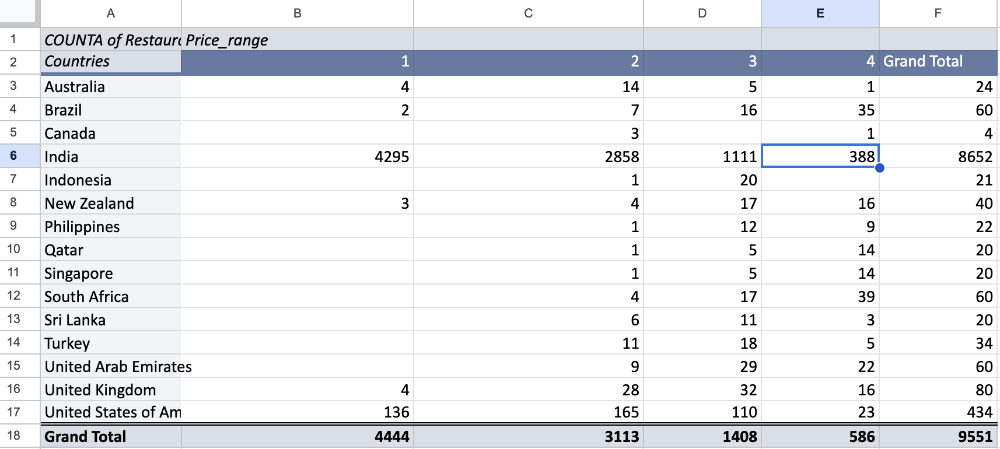 A B C D E F
1 COUNTA of Restaur Price_range
2 Countries 1 2 3 4 Grand Total
3 Australia 4 14 5 1 24
4 Brazil 2 7 16 35 60
5 Canada 3 1 4
6 India 4295 2858 1111 388 8652
7 Indonesia 1 20 21
8 New Zealand 3 4 17 16 40
9 Philippines 1 12 9 22
10 Qatar 1 5 14 20
11 Singapore 1 5 14 20
12 South Africa 4 17 39 60
13 Sri Lanka 6 11 3 20
14 Turkey 11 18 5 34
15 United Arab Emirates 9 29 22 60
16 United Kingdom 4 28 32 16 80
17 United States of Am 136 165 110 23 434
18 Grand Total 4444 3113 1408 586 9551